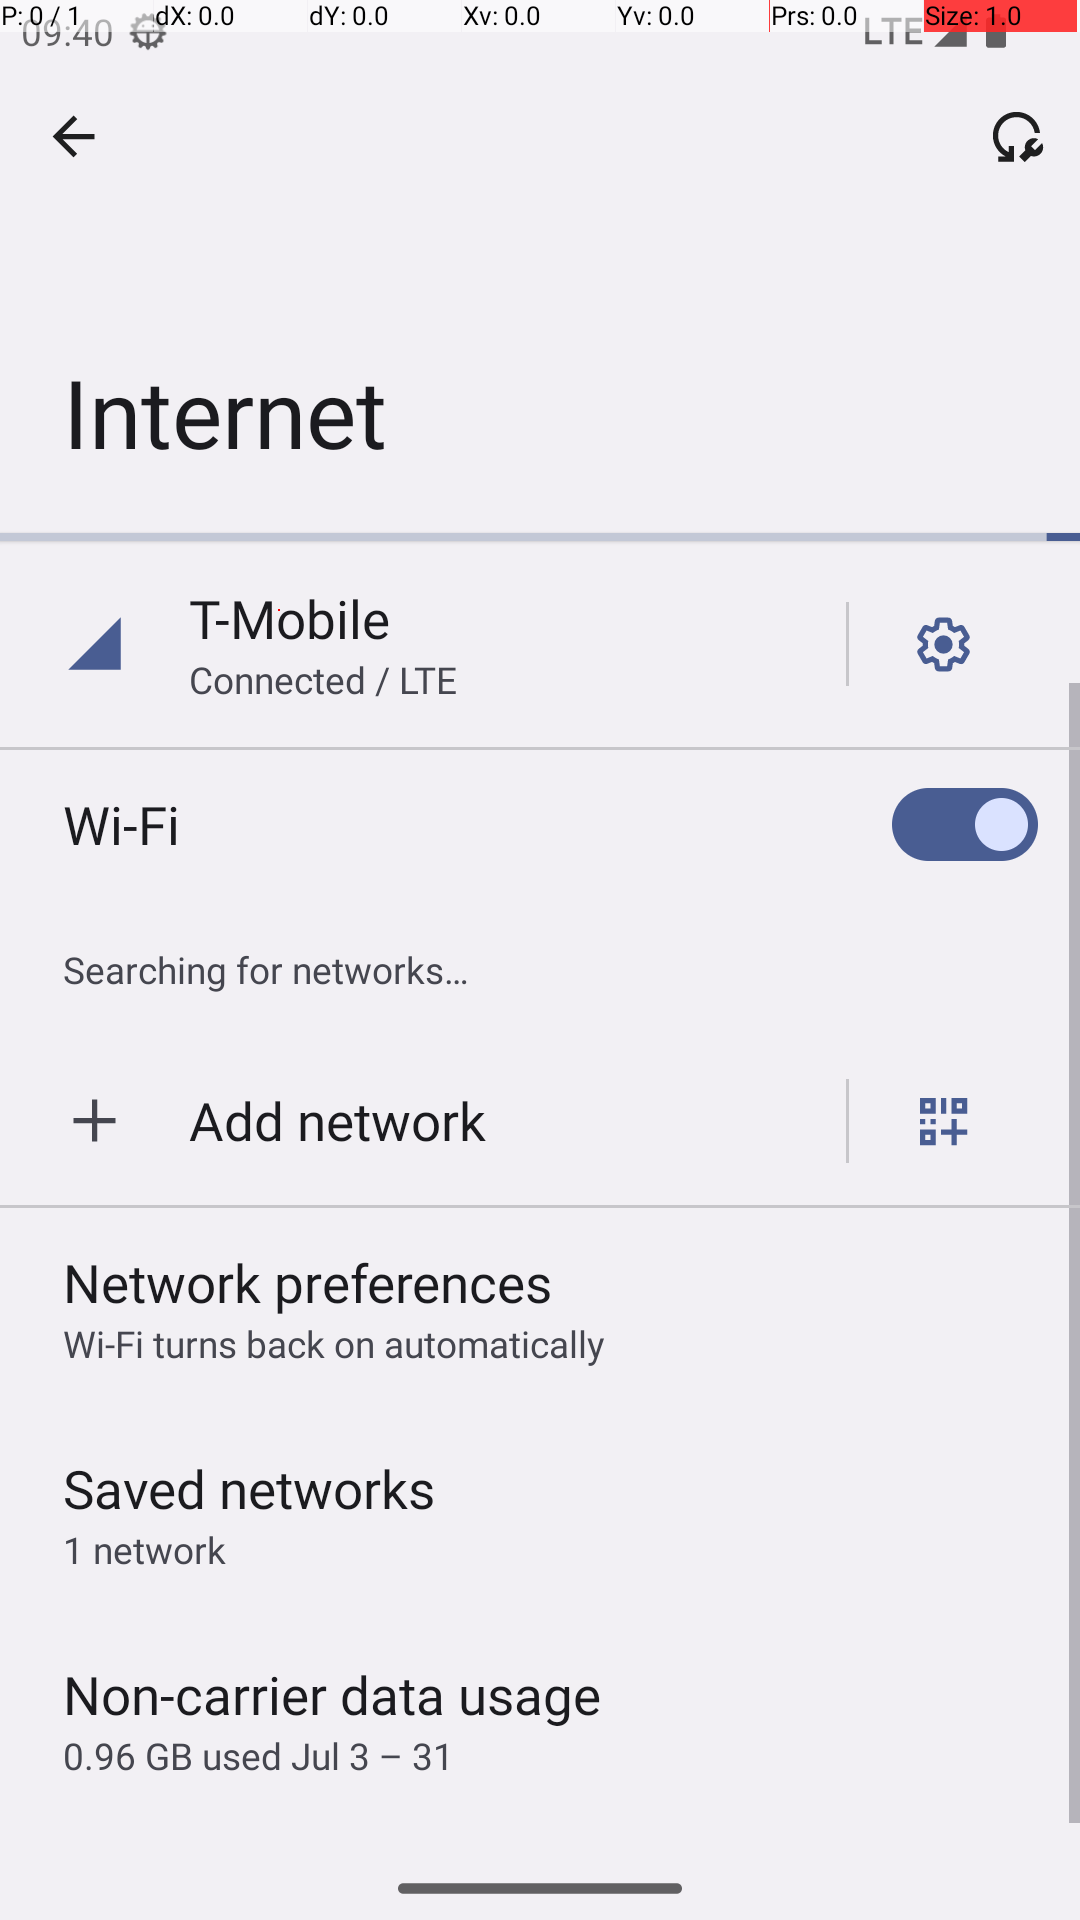 P: 0 / 1 dX: 0.0 dY: 0.0 Xv: 0.0 Yv: 0.0 Prs: 0.0 Size: 1.0
09:40 LTE
Internet
T-Mobile
Connected / LTE
Wi-Fi
Searching for networks…
Add network
Network preferences
Wi-Fi turns back on automatically
Saved networks
1 network
Non-carrier data usage
0.96 GB used Jul 3 – 31